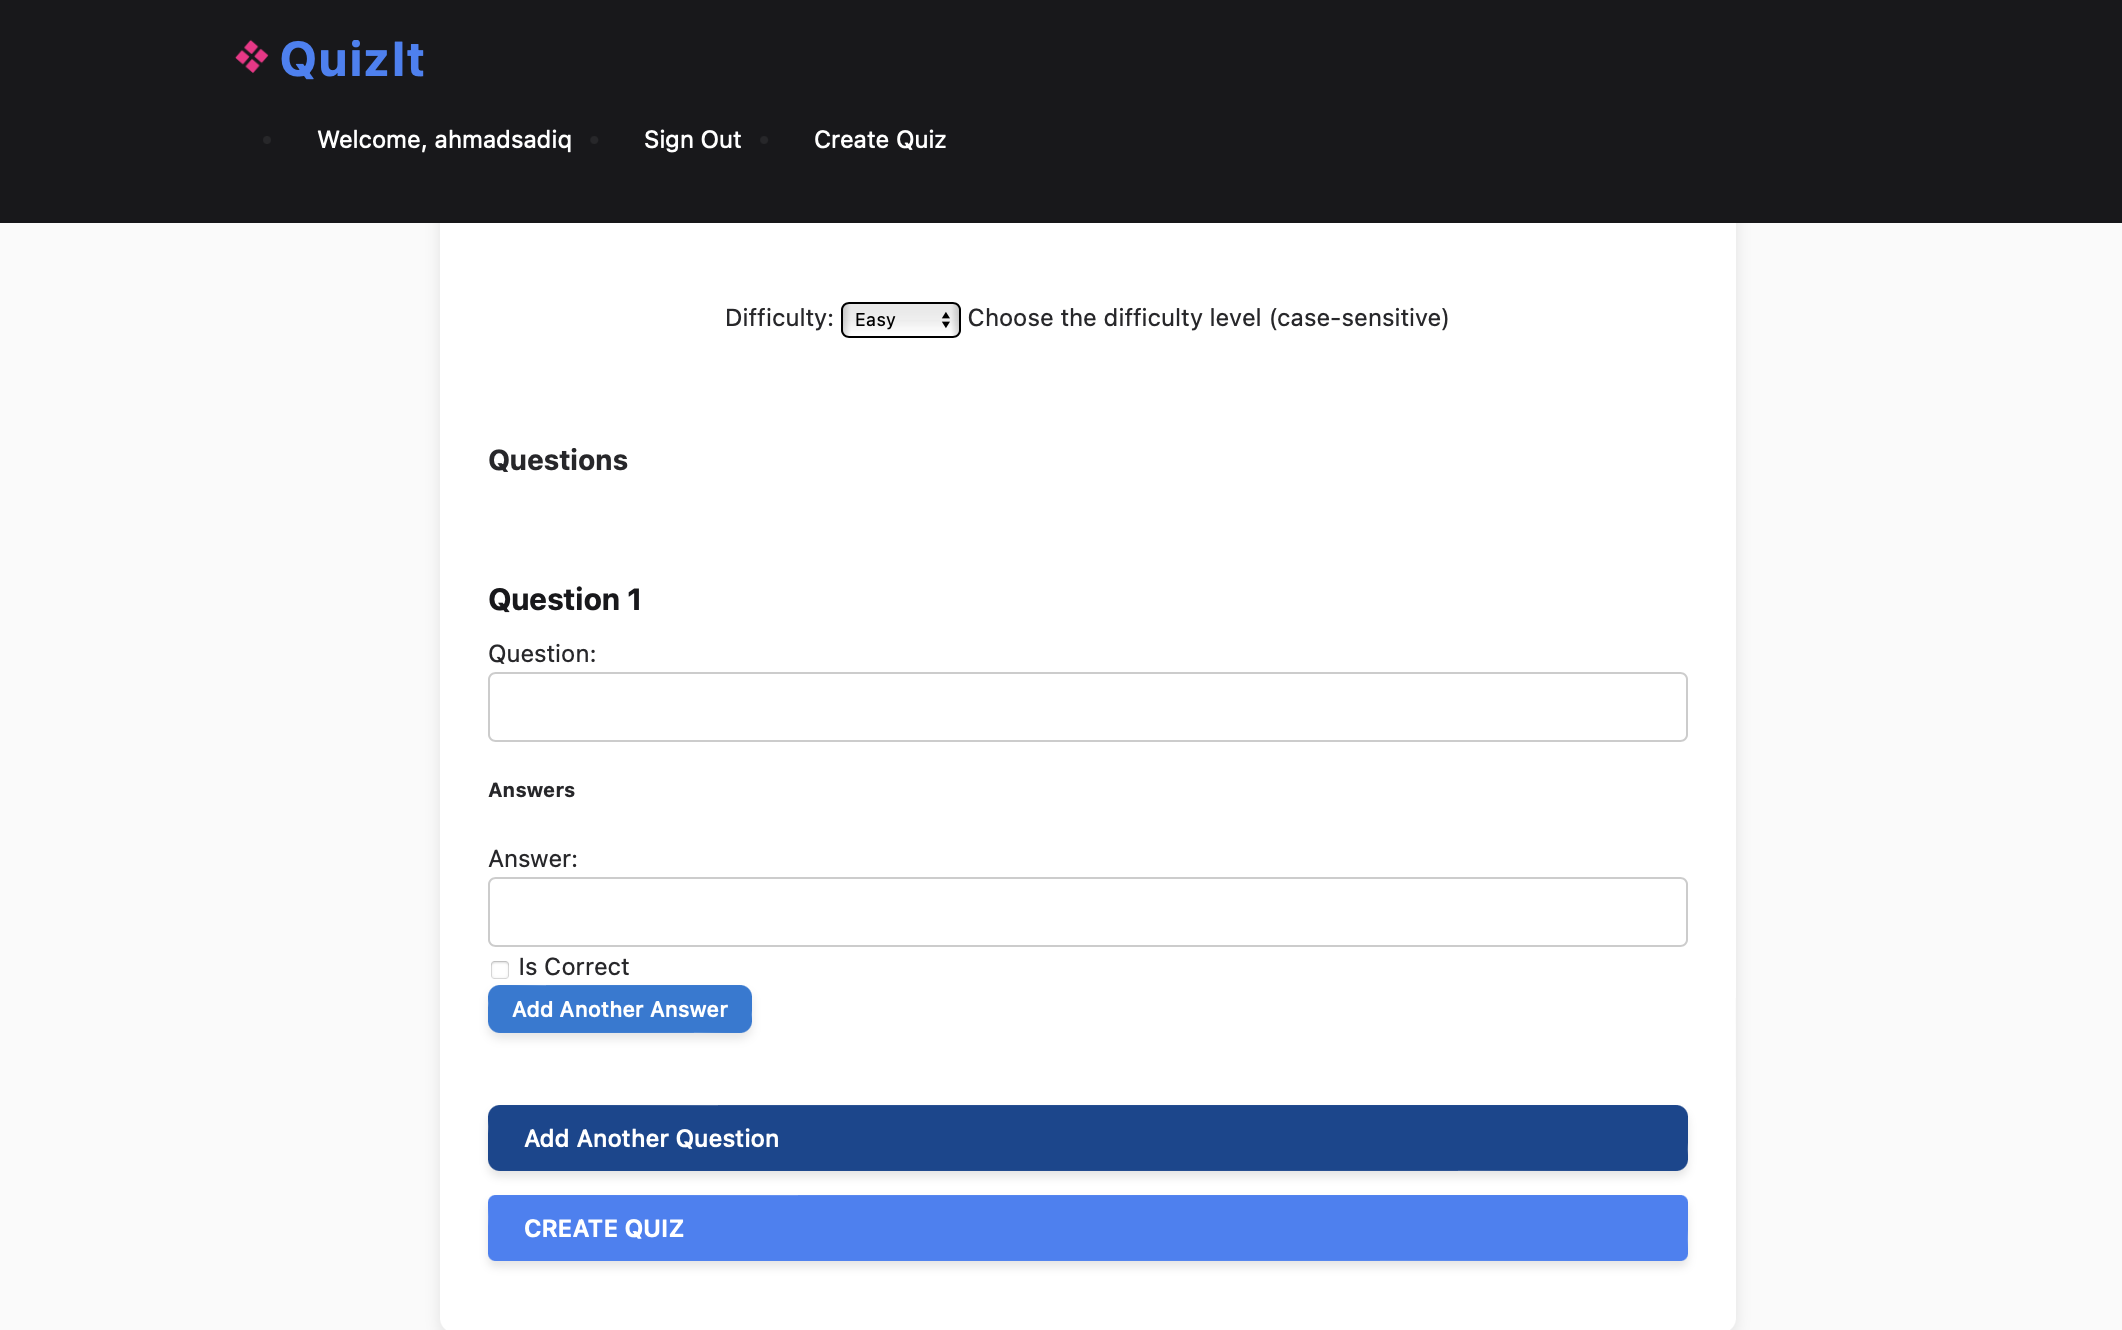 QuizIt
Welcome, ahmadsadiq Sign Out Create Quiz
Difficulty: Easy Choose the difficulty level (case-sensitive)
Questions
Question 1
Question:
Answers
Answer:
Is Correct
Add Another Answer
Add Another Question
CREATE QUIZ